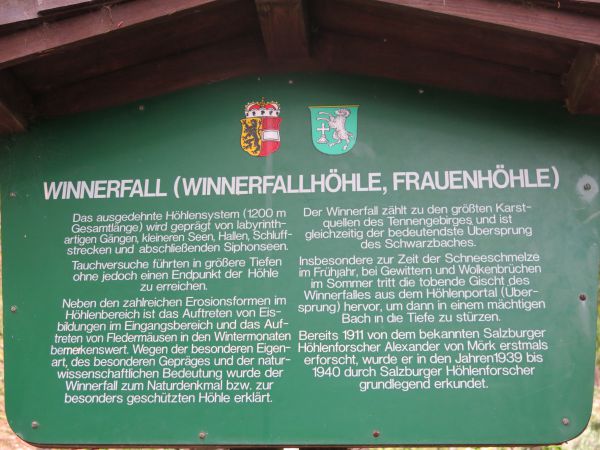 WINNERFALL (WINNERFALLHÖHLE, FRAUENHÖHLE)
Das ausgedehnte Höhlensystem (1200 m
Gesamtlänge) wird geprägt von labyrinth-
artigen Gängen, kleineren Seen, Hallen, Schluff-
strecken und abschließenden Siphonseen.
Tauchversuche führten in größere Tiefen
ohne jedoch einen Endpunkt der Höhle
zu erreichen.
Neben den zahlreichen Erosionsformen im
Höhlenbereich ist das Auftreten von Eis-
bildungen im Eingangsbereich und das Auf-
treten von Fledermäusen in den Wintermonaten
bemerkenswert. Wegen der besonderen Eigen-
art, des besonderen Gepräges und der natur-
wissenschaftlichen Bedeutung wurde der
Winnerfall zum Naturdenkmal bzw. zur
besonders geschützten Höhle erklärt.
Der Winnerfall zählt zu den größten Karst-
quellen des Tennengebirges und ist
gleichzeitig der bedeutendste Übersprung
des Schwarzbaches.
Insbesondere zur Zeit der Schneeschmelze
im Frühjahr, bei Gewittern und Wolkenbrüchen
im Sommer tritt die tobende Gischt des
Winnerfalles aus dem Höhlenportal (Über-
sprung) hervor, um dann in einem mächtigen
Bach in die Tiefe zu stürzen.
Bereits 1911 von dem bekannten Salzburger
Höhlenforscher Alexander von Mörk erstmals
erforscht, wurde er in den Jahren1939 bis
1940 durch Salzburger Höhlenforscher
grundlegend erkundet.